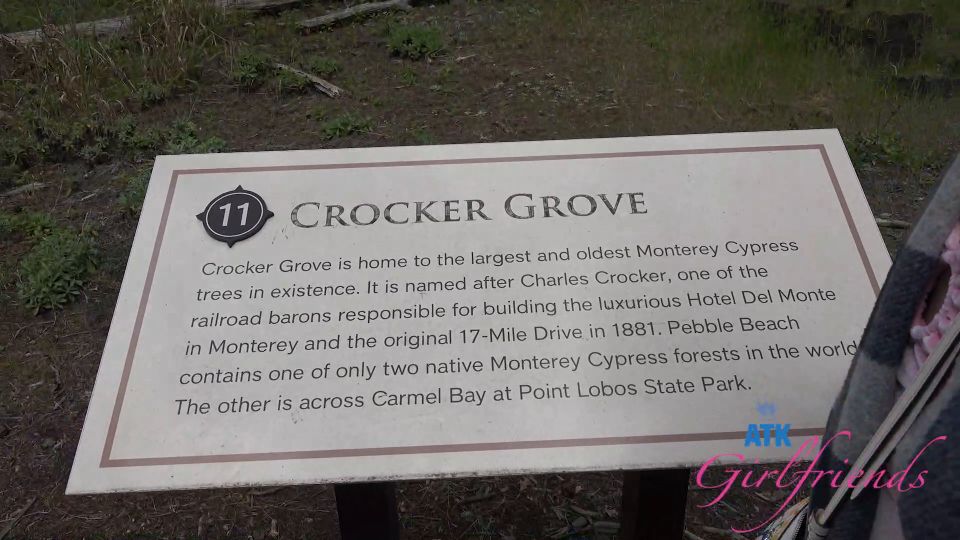 11
CROCKER GROVE
Crocker Grove is home to the largest and oldest Monterey Cypress
trees in existence. It is named after Charles Crocker, one of the
railroad barons responsible for building the luxurious Hotel Del Monte
in Monterey and the original 17-Mile Drive in 1881. Pebble Beach
contains one of only two native Monterey Cypress forests in the world
The other is across Carmel Bay at Point Lobos State Park.
ATK
Girlfriends